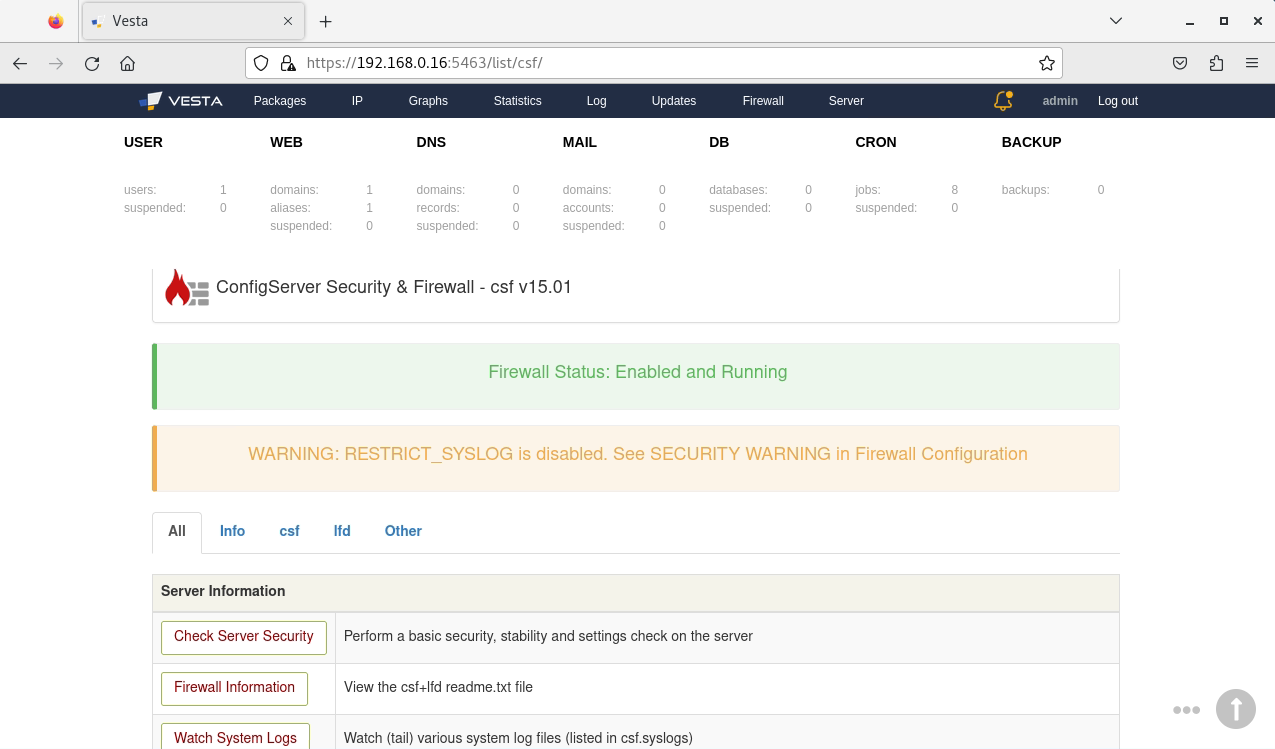 Vesta
https://192.168.0.16:5463/list/csf/
VESTA Packages IP Graphs Statistics Log Updates Firewall Server admin Log out
USER WEB DNS MAIL DB CRON BACKUP
users: 1 domains: 1 domains: 0 domains: 0 databases: 0 jobs: 8 backups: 0
suspended: 0 aliases: 1 records: 0 accounts: 0 suspended: 0 suspended: 0
suspended: 0 suspended: 0 suspended: 0
ConfigServer Security & Firewall - csf v15.01
Firewall Status: Enabled and Running
WARNING: RESTRICT_SYSLOG is disabled. See SECURITY WARNING in Firewall Configuration
All Info csf lfd Other
Server Information
Check Server Security Perform a basic security, stability and settings check on the server
Firewall Information View the csf+lfd readme.txt file
Watch System Logs Watch (tail) various system log files (listed in csf.syslogs)